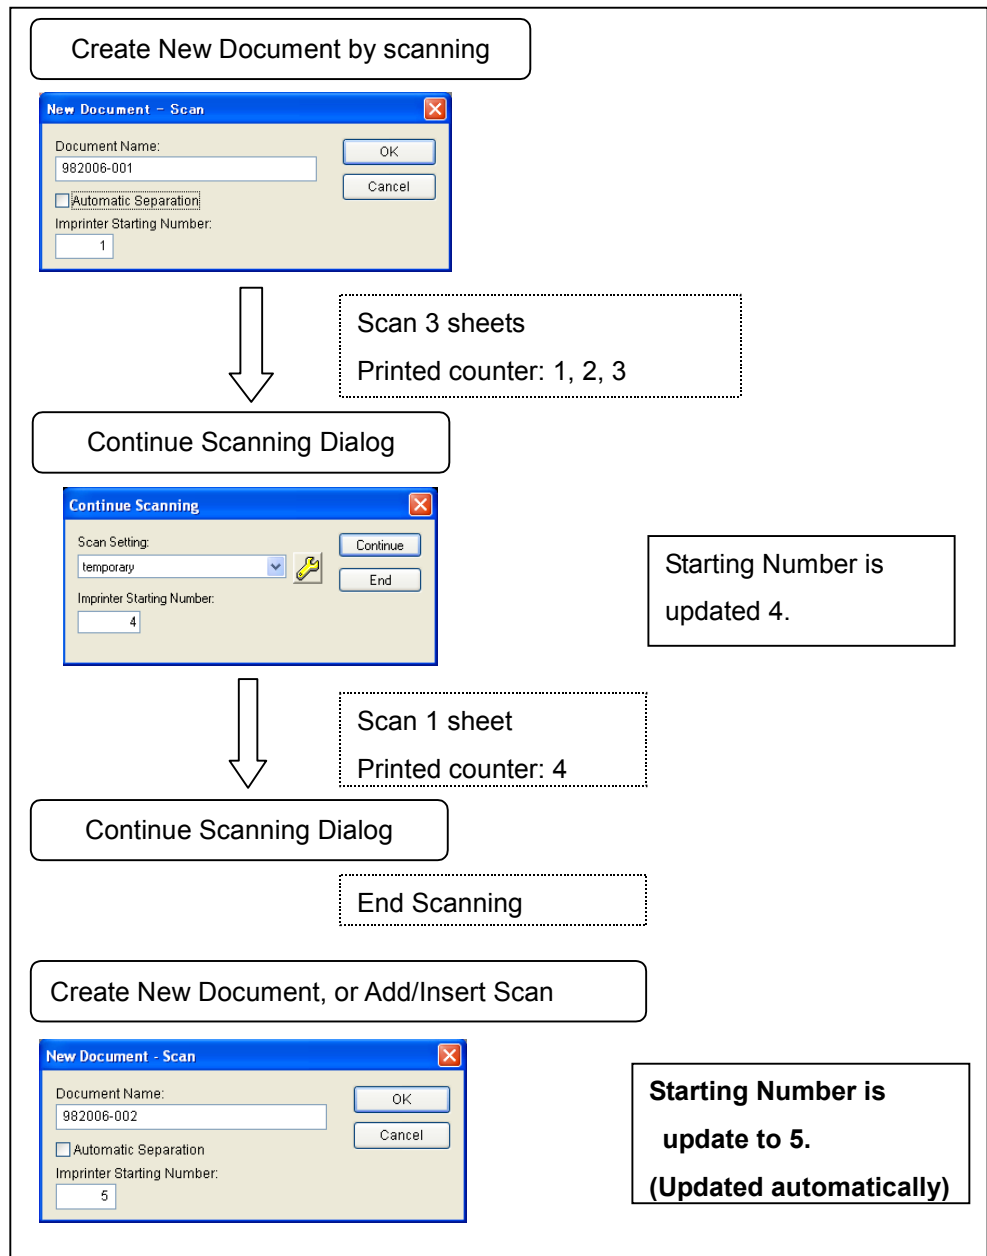 Create New Document by scanning
New Document - Scan
Document Name:
982006-001
OK
Cancel
Automatic Separation
Imprinter Starting Number:
1
Scan 3 sheets
Printed counter: 1, 2, 3
Continue Scanning Dialog
Continue Scanning
Scan Setting:
temporary
Continue
End
Imprinter Starting Number:
4
Starting Number is
updated 4.
Scan 1 sheet
Printed counter: 4
Continue Scanning Dialog
End Scanning
Create New Document, or Add/Insert Scan
New Document - Scan
Document Name:
982006-002
OK
Cancel
Automatic Separation
Imprinter Starting Number:
5
Starting Number is
update to 5.
(Updated automatically)